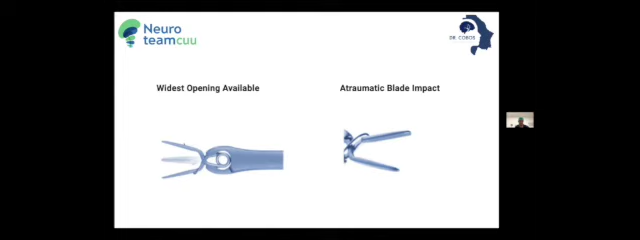 Neuro
teamcuu
DR. COBOS
Widest Opening Available
Atraumatic Blade Impact